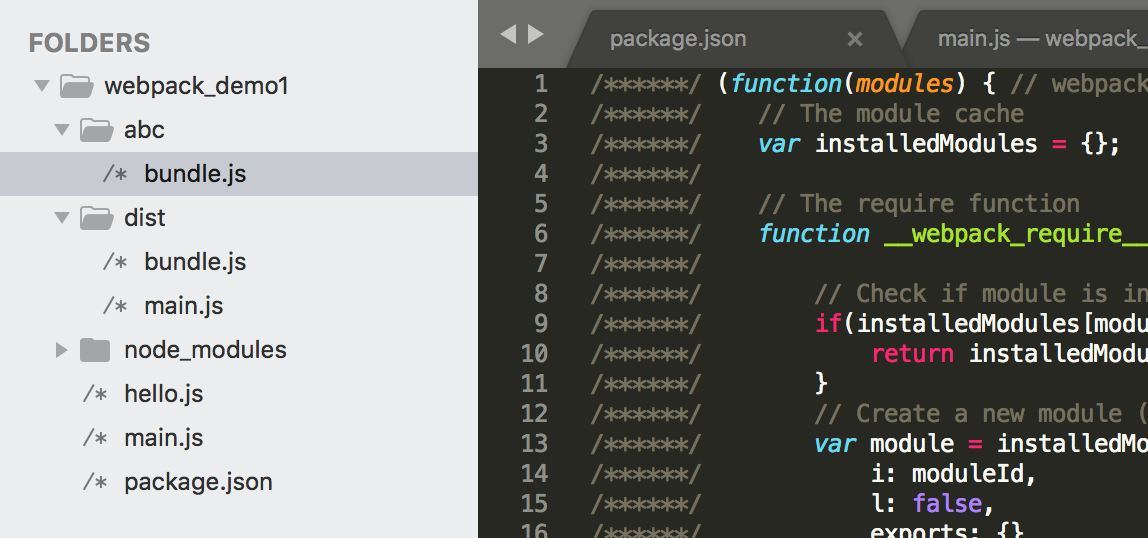 FOLDERS
webpack_demo1
abc
/* bundle.js
dist
/* bundle.js
/* main.js
node_modules
/* hello.js
/* main.js
/* package.json
package.json ×
main.js — webpack_
1 /******/ (function(modules) { // webpack
2 /******/ // The module cache
3 /******/ var installedModules = {};
4 /******/
5 /******/ // The require function
6 /******/ function __webpack_require__
7 /******/
8 /******/ // Check if module is in
9 /******/ if(installedModules[modu
10 /******/ return installedModu
11 /******/ }
12 /******/ // Create a new module (
13 /******/ var module = installedMo
14 /******/ i: moduleId,
15 /******/ l: false,
16 /******/ exports: {}